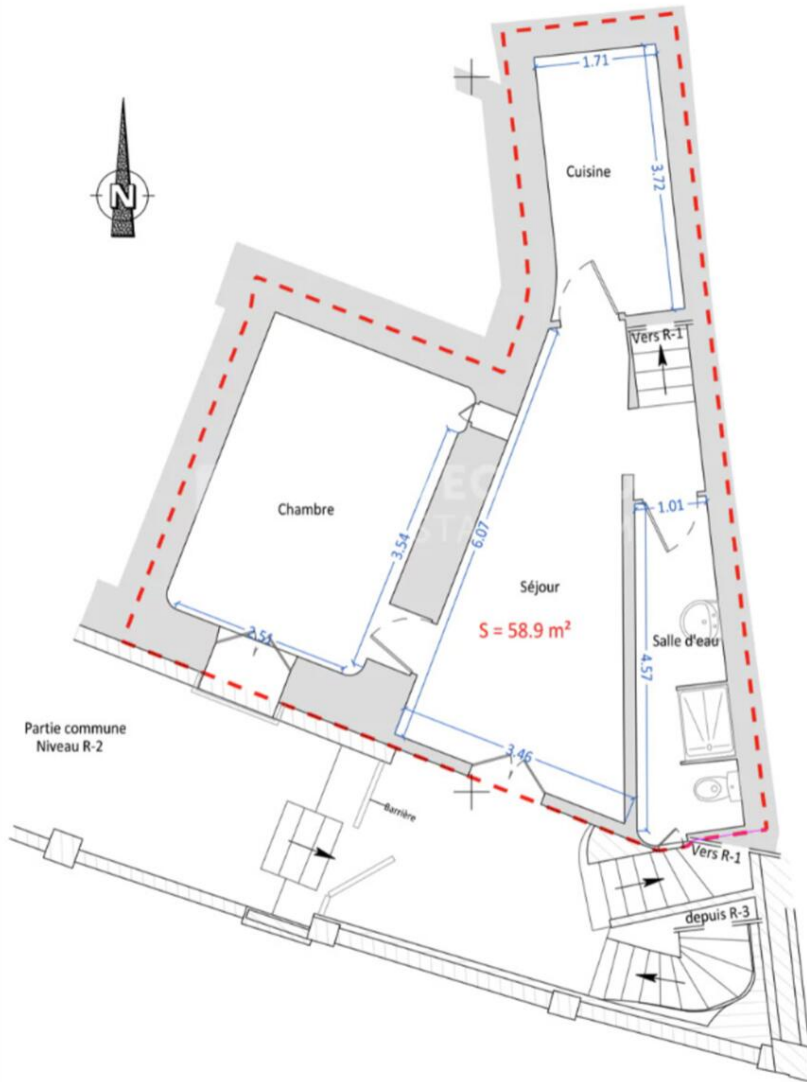 1.71
Cuisine
3.72
N
Vers R-1
Chambre
3.54
6.07
1.01
Séjour
S = 58.9 m²
Salle d'eau
2.51
4.57
3.46
Partie commune
Niveau R-2
Barrière
Vers R-1
depuis R-3